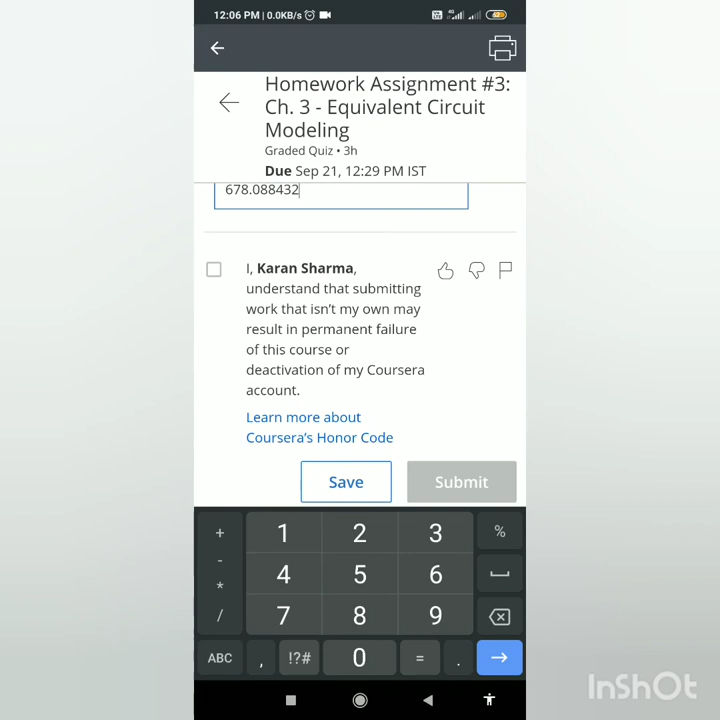 12:06 PM | 0.0KB/s
4G
62
Homework Assignment #3:
Ch. 3 - Equivalent Circuit
Modeling
Graded Quiz • 3h
Due Sep 21, 12:29 PM IST
678.088432
I, Karan Sharma,
understand that submitting
work that isn't my own may
result in permanent failure
of this course or
deactivation of my Coursera
account.
Learn more about
Coursera's Honor Code
Save
Submit
+ 1 2 3 %
- 4 5 6
*
/ 7 8 9
ABC , !?# 0 = .
InShOt